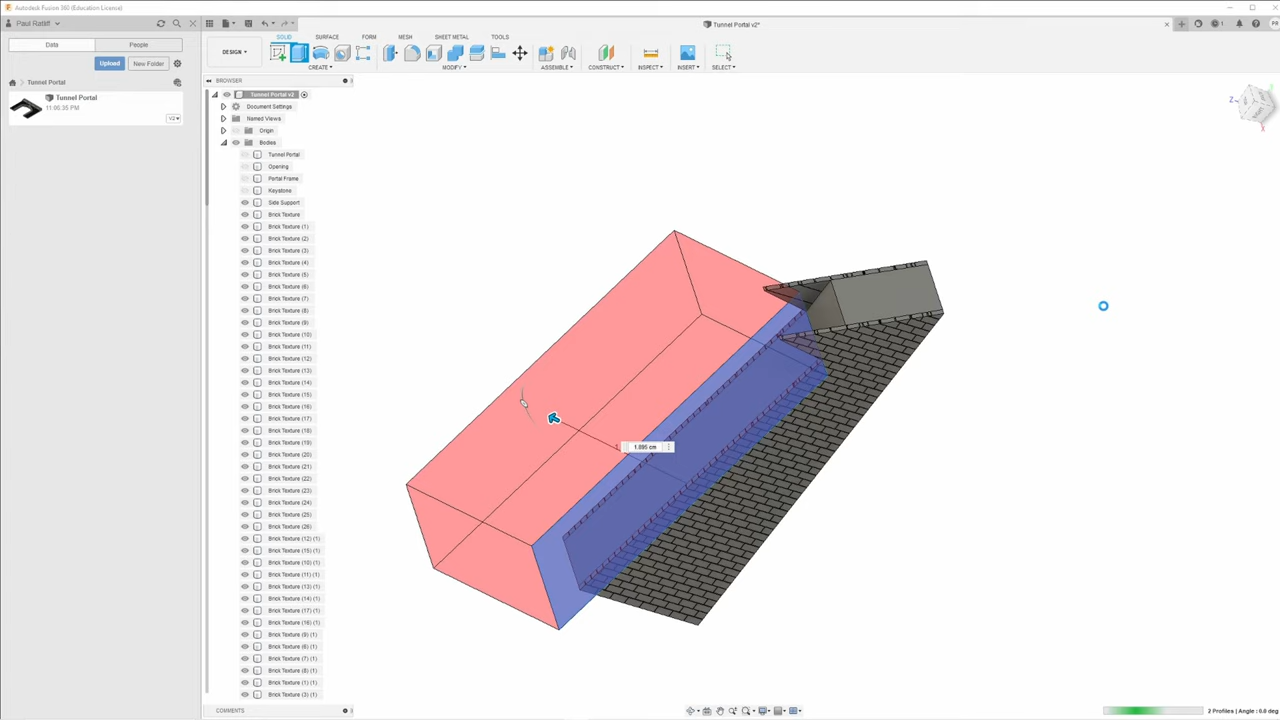 Autodesk Fusion 360 (Education License)
Paul Ratliff
Tunnel Portal v2*
PR
Data People
Upload New Folder
Tunnel Portal
Tunnel Portal
11:06:35 PM
V2
DESIGN
SOLID SURFACE FORM MESH SHEET METAL TOOLS
CREATE MODIFY ASSEMBLE CONSTRUCT INSPECT INSERT SELECT
BROWSER
Tunnel Portal v2
Document Settings
Named Views
Origin
Bodies
Tunnel Portal
Opening
Portal Frame
Keystone
Side Support
Brick Texture
Brick Texture (1)
Brick Texture (2)
Brick Texture (3)
Brick Texture (4)
Brick Texture (5)
Brick Texture (6)
Brick Texture (7)
Brick Texture (8)
Brick Texture (9)
Brick Texture (10)
Brick Texture (11)
Brick Texture (12)
Brick Texture (13)
Brick Texture (14)
Brick Texture (15)
Brick Texture (16)
Brick Texture (17)
Brick Texture (18)
Brick Texture (19)
Brick Texture (20)
Brick Texture (21)
Brick Texture (22)
Brick Texture (23)
Brick Texture (24)
Brick Texture (25)
Brick Texture (26)
Brick Texture (12) (1)
Brick Texture (15) (1)
Brick Texture (10) (1)
Brick Texture (11) (1)
Brick Texture (13) (1)
Brick Texture (14) (1)
Brick Texture (17) (1)
Brick Texture (16) (1)
Brick Texture (9) (1)
Brick Texture (6) (1)
Brick Texture (7) (1)
Brick Texture (8) (1)
Brick Texture (1) (1)
Brick Texture (3) (1)
Z
X
1.895 cm
COMMENTS
2 Profiles | Angle : 0.0 deg